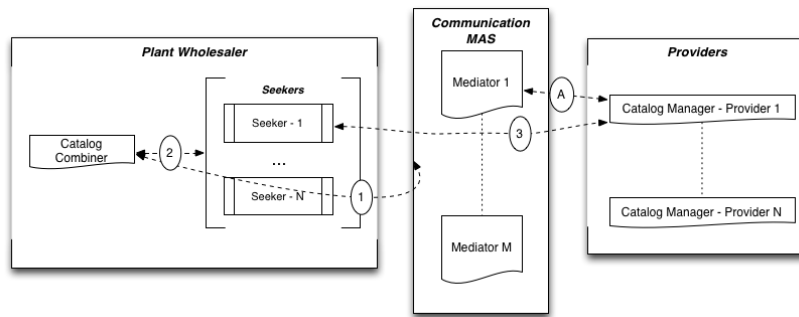 Plant Wholesaler
Seekers
Seeker - 1
...
Seeker - N
Catalog
Combiner
2
1
Communication
MAS
Mediator 1
Mediator M
A
3
Providers
Catalog Manager - Provider 1
Catalog Manager - Provider N